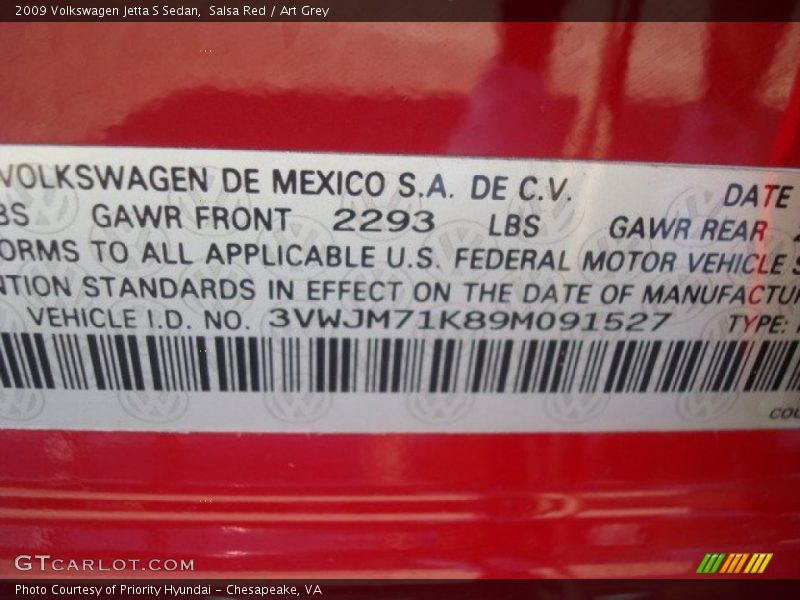 2009 Volkswagen Jetta S Sedan,  Salsa Red / Art Grey
VOLKSWAGEN DE MEXICO S.A. DE C.V. DATE
BS GAWR FRONT 2293 LBS GAWR REAR
ORMS TO ALL APPLICABLE U.S. FEDERAL MOTOR VEHICLE S
NTION STANDARDS IN EFFECT ON THE DATE OF MANUFACTU
VEHICLE I.D. NO. 3VWJM71K89M091527 TYPE:
COU
GTCARLOT.COM
Photo Courtesy of Priority Hyundai - Chesapeake, VA